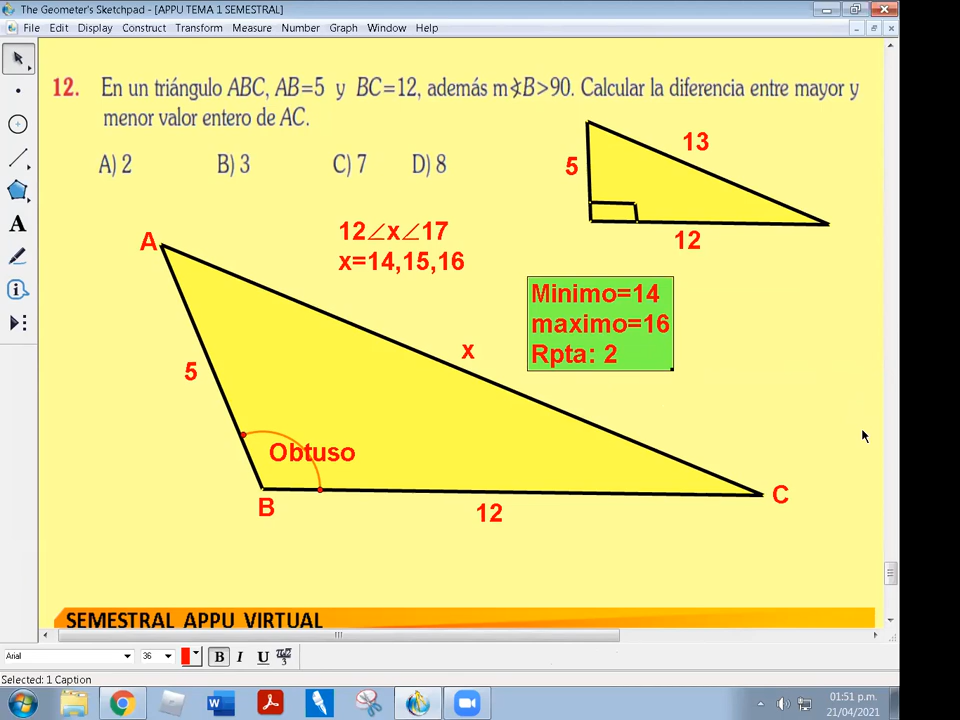 The Geometer's Sketchpad - [APPU TEMA 1 SEMESTRAL]
File Edit Display Construct Transform Measure Number Graph Window Help
12. En un triángulo ABC, AB=5 y BC=12, además m∢B>90. Calcular la diferencia entre mayor y
menor valor entero de AC.
A) 2 B) 3 C) 7 D) 8
13
5
12
12∠x∠17
x=14,15,16
A
Minimo=14
maximo=16
Rpta: 2
x
5
Obtuso
B
12
C
SEMESTRAL APPU VIRTUAL
Arial 36 B I U
Selected: 1 Caption
01:51 p.m.
21/04/2021